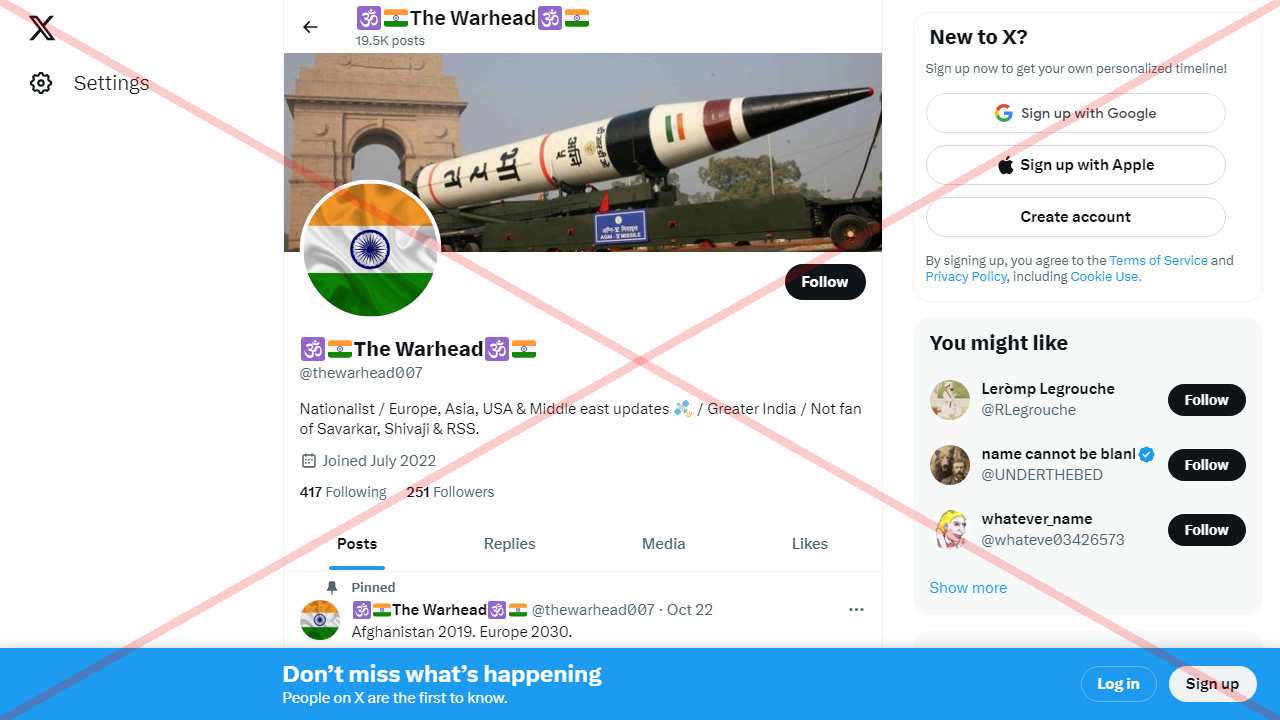 Settings
🕉️🇮🇳The Warhead🕉️🇮🇳
19.5K posts
भारत
अग्नि
AGNI - V MISSILE
Follow
🕉️🇮🇳The Warhead🕉️🇮🇳
@thewarhead007
Nationalist / Europe, Asia, USA & Middle east updates 🛰️ / Greater India / Not fan
of Savarkar, Shivaji & RSS.
Joined July 2022
417 Following 251 Followers
Posts Replies Media Likes
Pinned
🕉️🇮🇳The Warhead🕉️🇮🇳 @thewarhead007 · Oct 22
Afghanistan 2019. Europe 2030.
New to X?
Sign up now to get your own personalized timeline!
Sign up with Google
Sign up with Apple
Create account
By signing up, you agree to the Terms of Service and
Privacy Policy, including Cookie Use.
You might like
Leròmp Legrouche
@RLegrouche
Follow
name cannot be blank
@UNDERTHEBED
Follow
whatever_name
@whateve03426573
Follow
Show more
Don’t miss what’s happening
People on X are the first to know.
Log in
Sign up